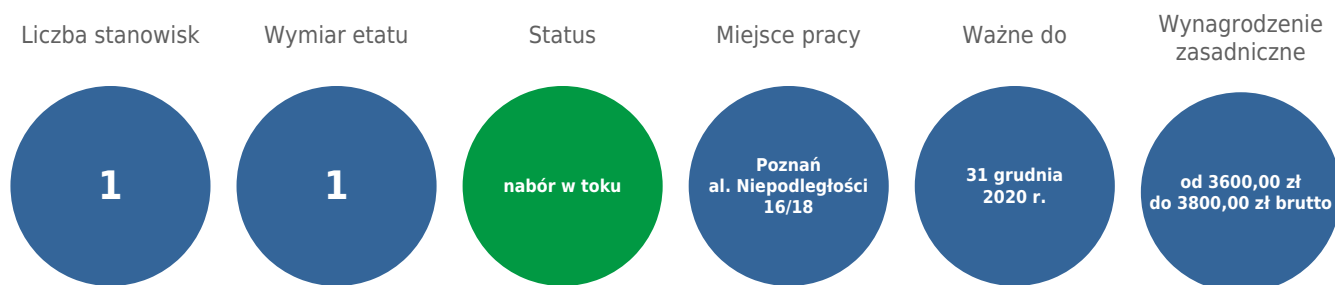 Liczba stanowisk
1
Wymiar etatu
1
Status
nabór w toku
Miejsce pracy
Poznań
al. Niepodległości
16/18
Ważne do
31 grudnia
2020 r.
Wynagrodzenie
zasadniczne
od 3600,00 zł
do 3800,00 zł brutto